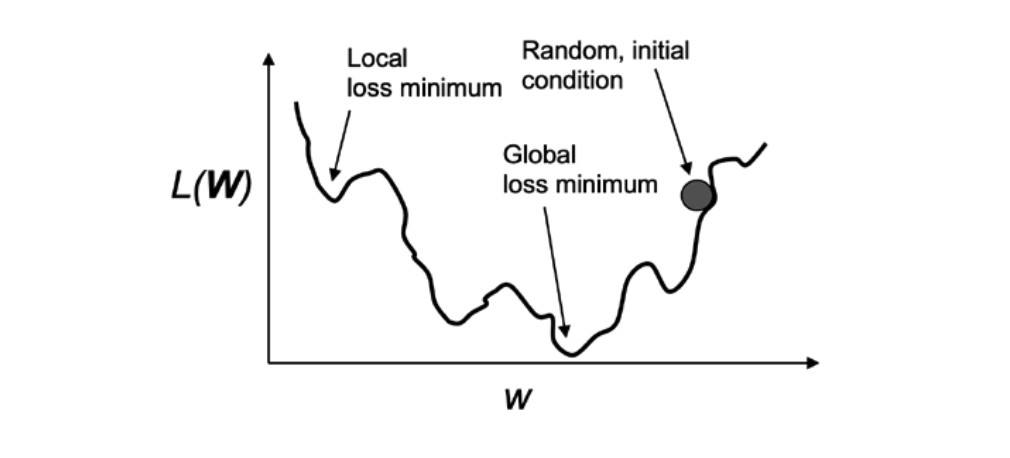 Random, initial
condition
Local
loss minimum
Global
loss minimum
L(W)
W